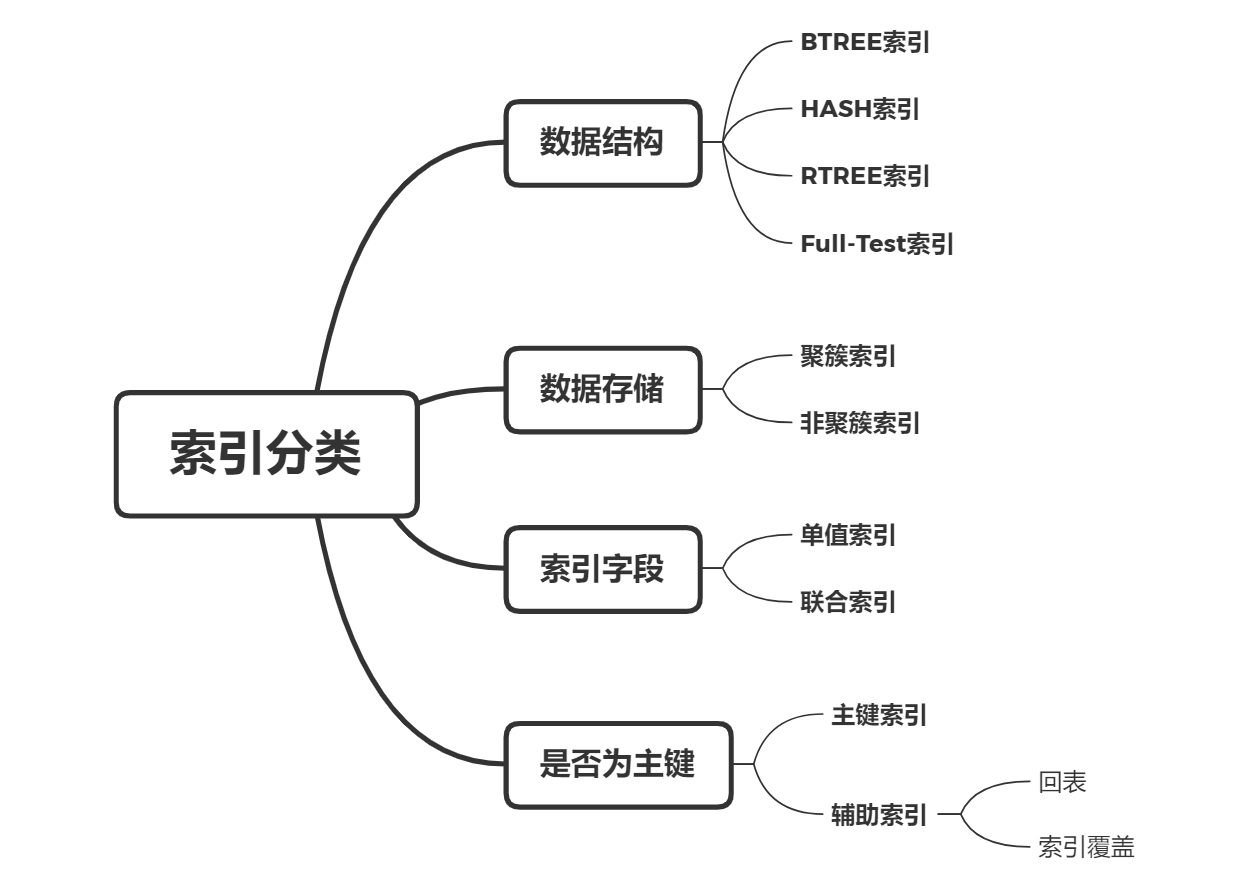 索引分类
数据结构
BTREE索引
HASH索引
RTREE索引
Full-Test索引
数据存储
聚簇索引
非聚簇索引
索引字段
单值索引
联合索引
是否为主键
主键索引
辅助索引
回表
索引覆盖